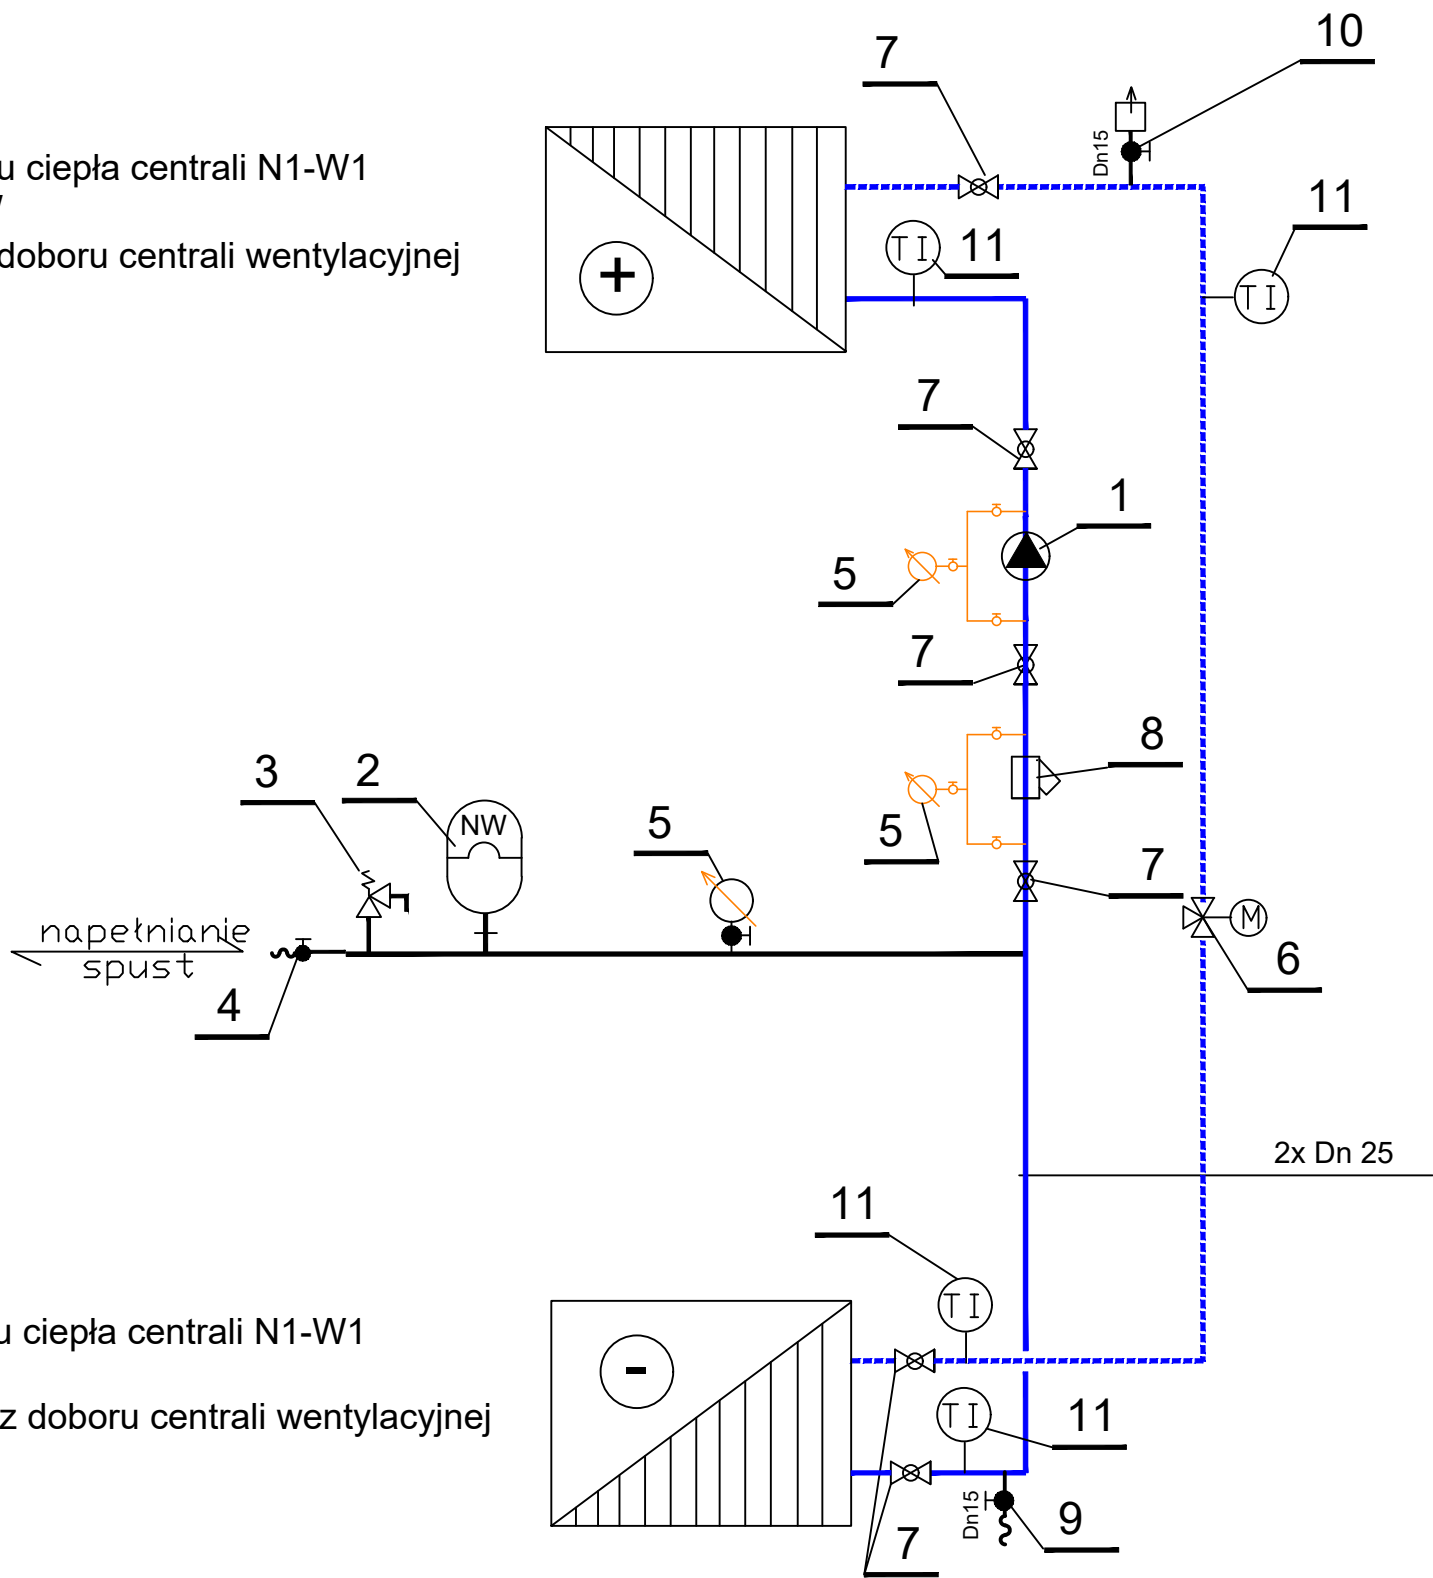 10
7
u ciepła centrali N1-W1
Dn15
11
TI
11
doboru centrali wentylacyjnej
TI
+
7
1
5
7
8
3
2
NW
5
5
7
napełnianie
spust
M
6
4
2x Dn 25
11
TI
u ciepła centrali N1-W1
-
z doboru centrali wentylacyjnej
TI
11
Dn15
9
7